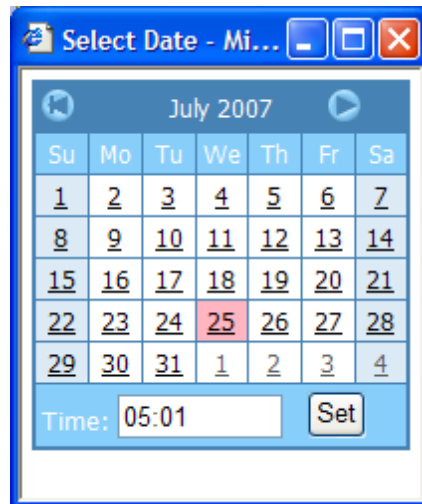 Select Date - Mi...
July 2007
Su Mo Tu We Th Fr Sa
1 2 3 4 5 6 7
8 9 10 11 12 13 14
15 16 17 18 19 20 21
22 23 24 25 26 27 28
29 30 31 1 2 3 4
Time: 05:01 Set